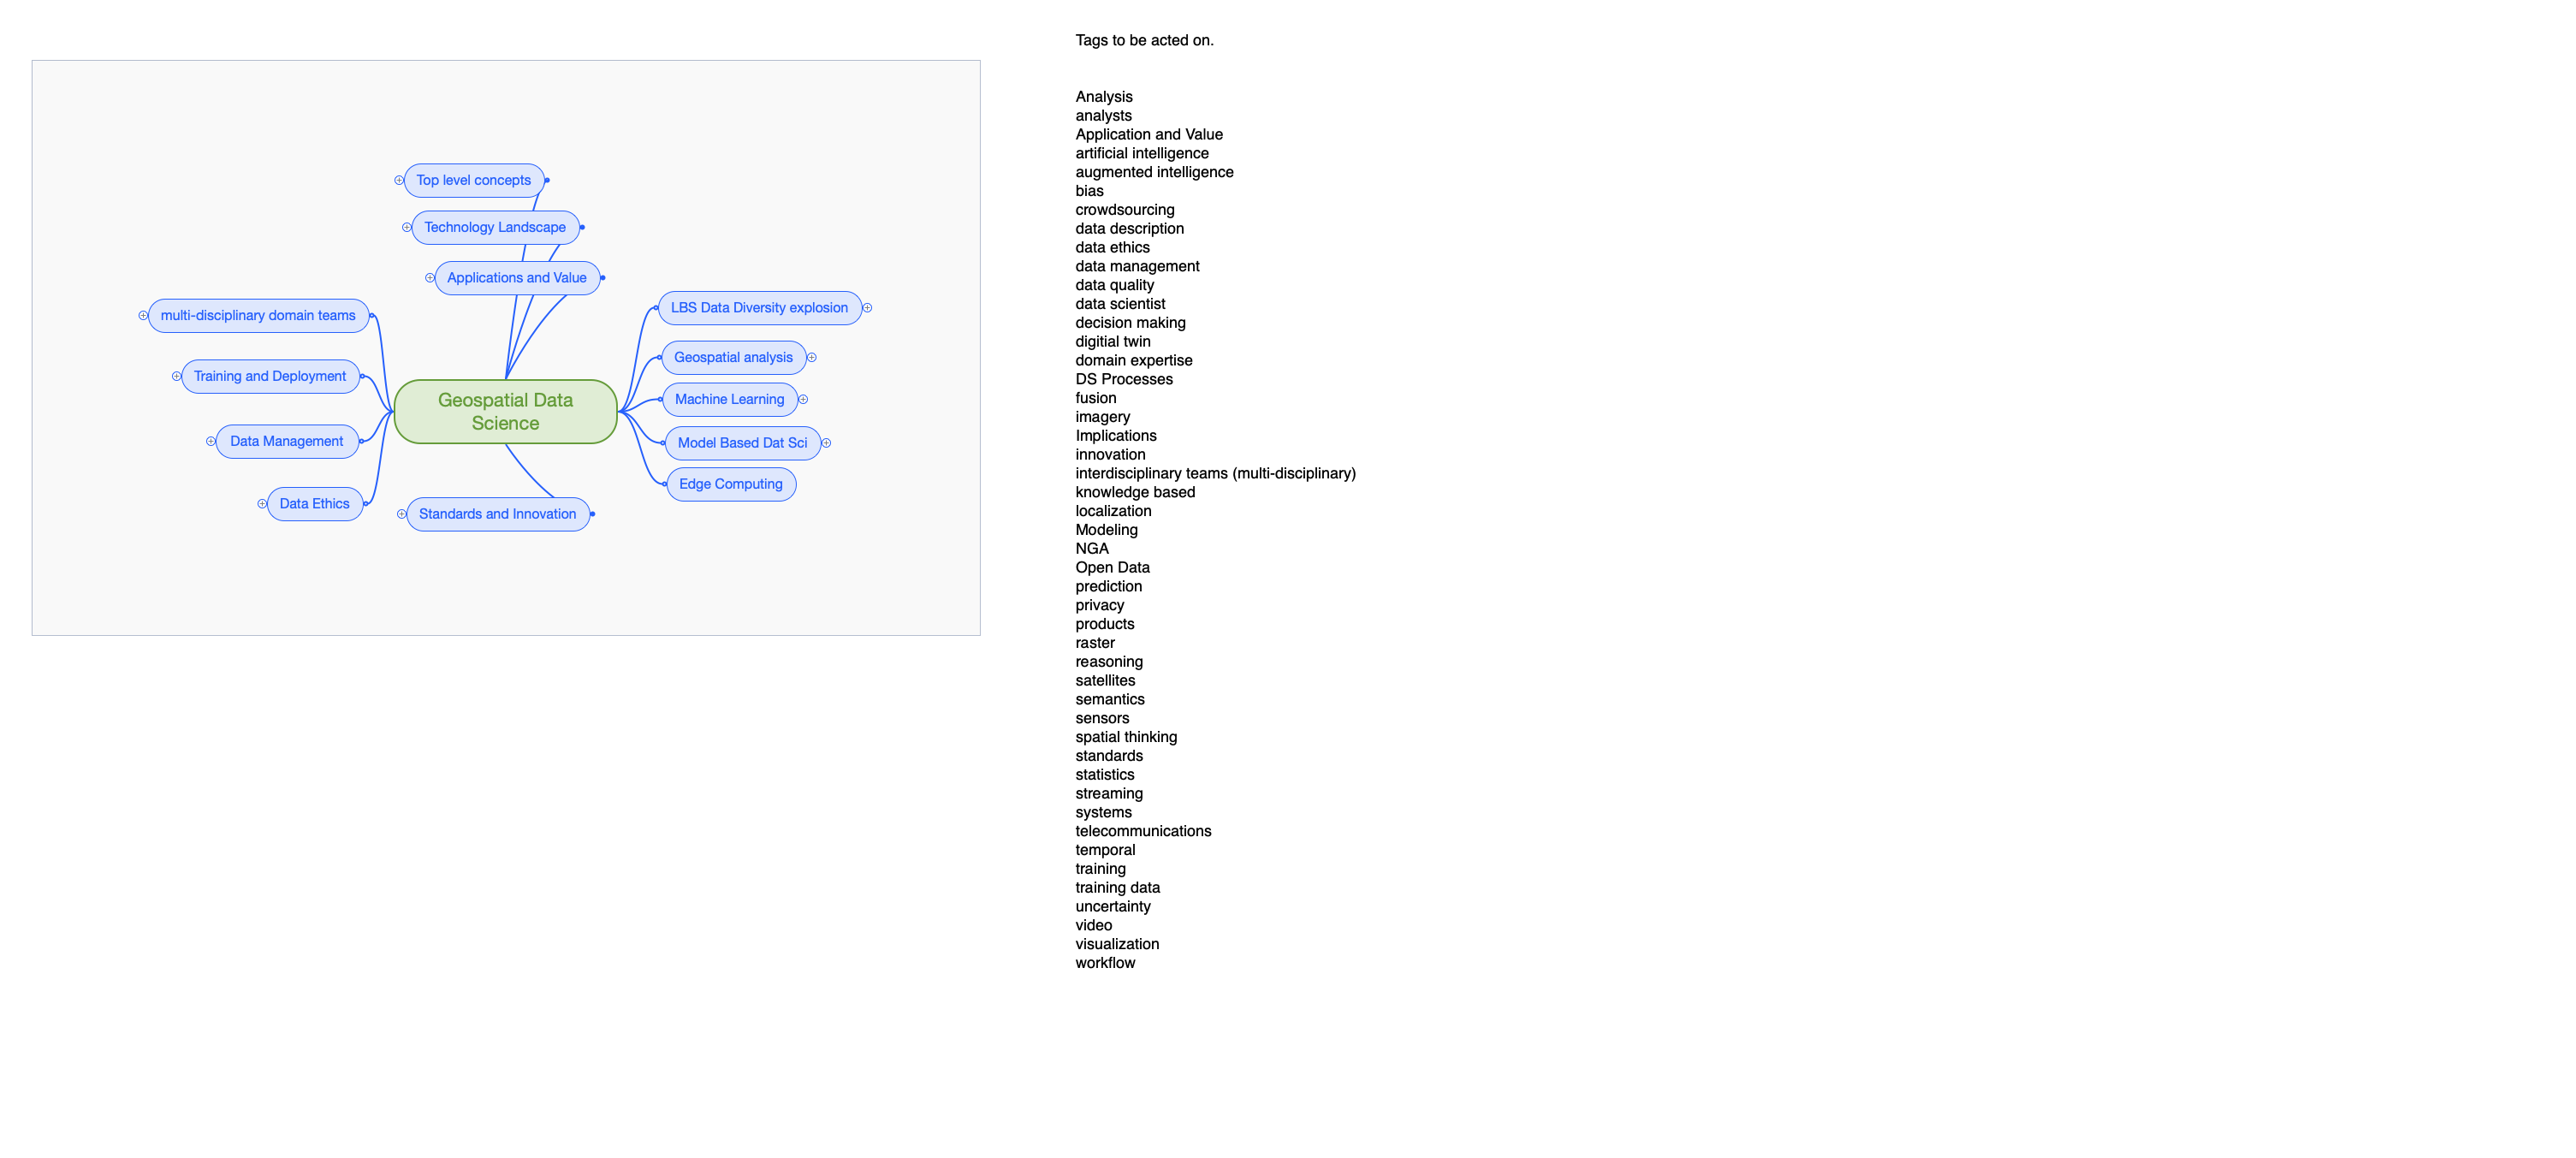 Top level concepts
Technology Landscape
Applications and Value
multi-disciplinary domain teams
Training and Deployment
Data Management
Data Ethics
Geospatial Data
Science
LBS Data Diversity explosion
Geospatial analysis
Machine Learning
Model Based Dat Sci
Edge Computing
Standards and Innovation
Tags to be acted on.
Analysis
analysts
Application and Value
artificial intelligence
augmented intelligence
bias
crowdsourcing
data description
data ethics
data management
data quality
data scientist
decision making
digitial twin
domain expertise
DS Processes
fusion
imagery
Implications
innovation
interdisciplinary teams (multi-disciplinary)
knowledge based
localization
Modeling
NGA
Open Data
prediction
privacy
products
raster
reasoning
satellites
semantics
sensors
spatial thinking
standards
statistics
streaming
systems
telecommunications
temporal
training
training data
uncertainty
video
visualization
workflow